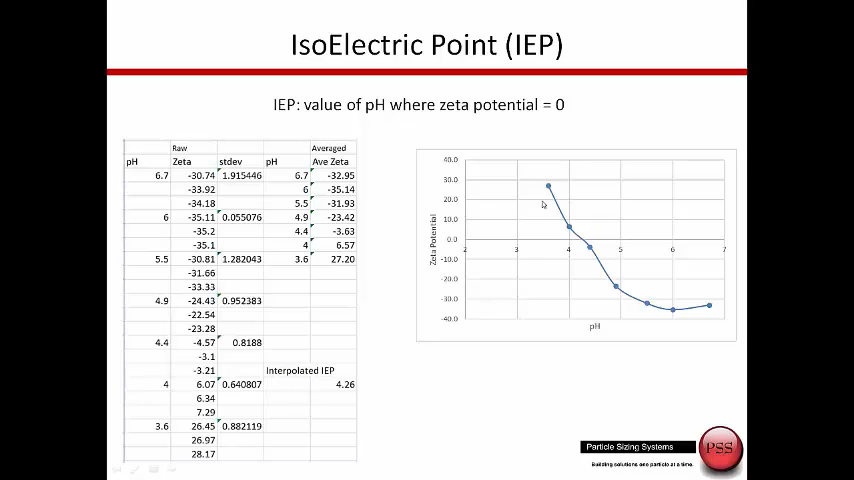 IsoElectric Point (IEP)
IEP: value of pH where zeta potential = 0
Raw Averaged
pH Zeta stdev pH Ave Zeta
6.7 -30.74 1.915446 6.7 -32.95
-33.92 6 -35.14
-34.18 5.5 -31.93
6 -35.11 0.055076 4.9 -23.42
-35.2 4.4 -3.63
-35.1 4 6.57
5.5 -30.81 1.282043 3.6 27.20
-31.66
-33.33
4.9 -24.43 0.952383
-22.54
-23.28
4.4 -4.57 0.8188
-3.1
-3.21 Interpolated IEP
4 6.07 0.640807 4.26
6.34
7.29
3.6 26.45 0.882119
26.97
28.17
40.0
30.0
20.0
10.0
0.0
-10.0
-20.0
-30.0
-40.0
Zeta Potential
2 3 4 5 6 7
pH
Particle Sizing Systems
Building solutions one particle at a time.
PSS